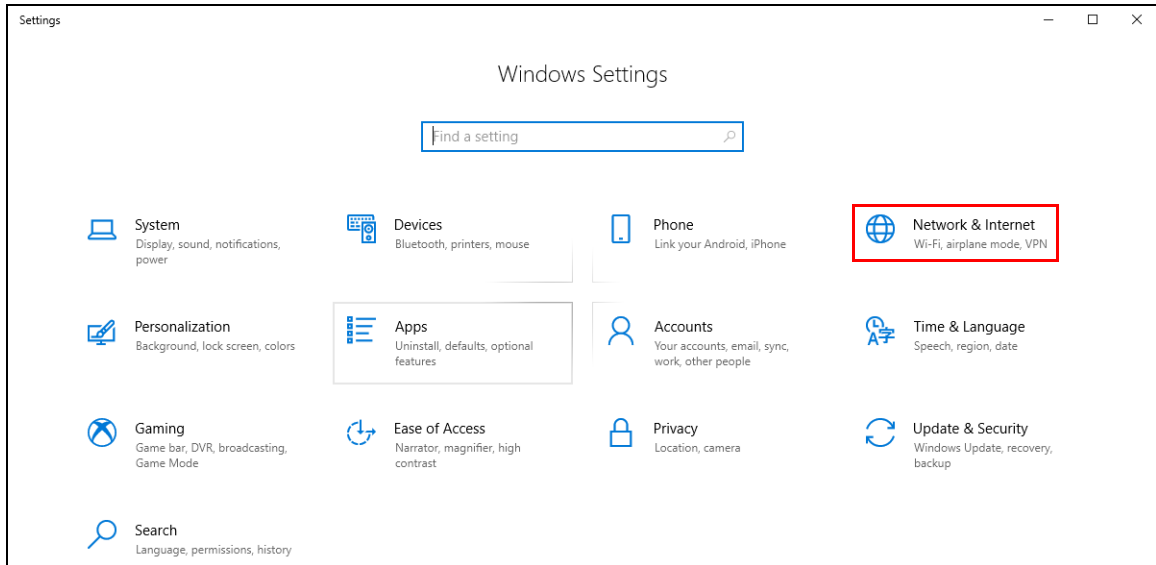 Settings
Windows Settings
Find a setting
System
Display, sound, notifications,
power
Devices
Bluetooth, printers, mouse
Phone
Link your Android, iPhone
Network & Internet
Wi-Fi, airplane mode, VPN
Personalization
Background, lock screen, colors
Apps
Uninstall, defaults, optional
features
Accounts
Your accounts, email, sync,
work, other people
Time & Language
Speech, region, date
Gaming
Game bar, DVR, broadcasting,
Game Mode
Ease of Access
Narrator, magnifier, high
contrast
Privacy
Location, camera
Update & Security
Windows Update, recovery,
backup
Search
Language, permissions, history